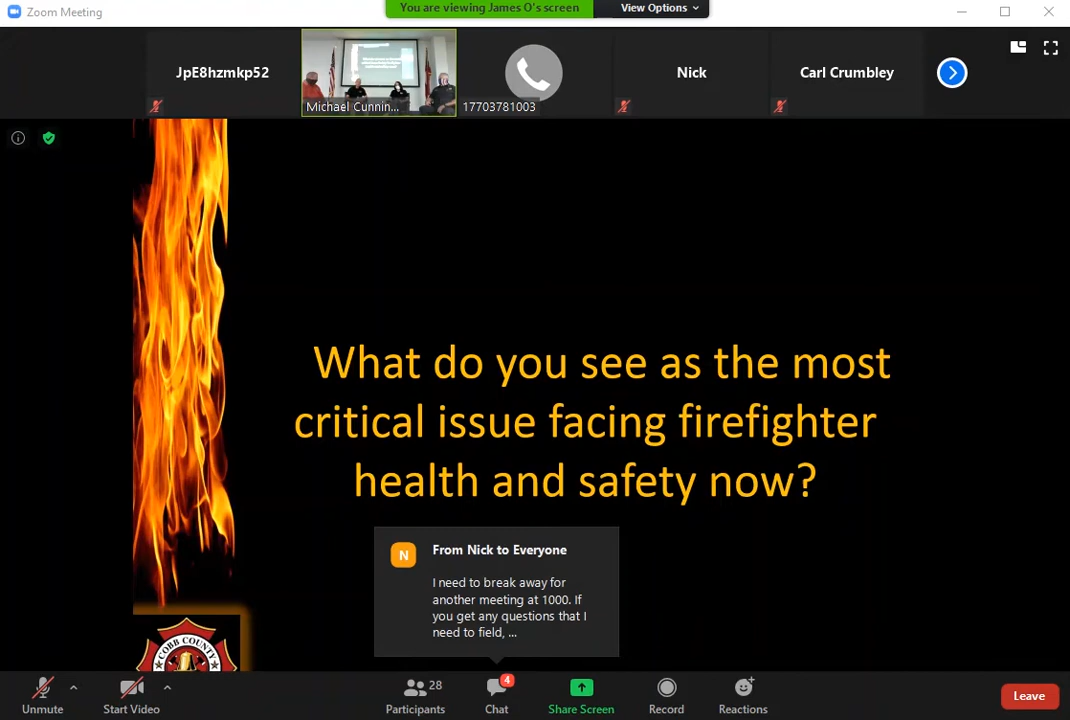 Zoom Meeting
You are viewing James O's screen
View Options
JpE8hzmkp52
Michael Cunnin...
17703781003
Nick
Carl Crumbley
What do you see as the most
critical issue facing firefighter
health and safety now?
N
From Nick to Everyone
I need to break away for
another meeting at 1000. If
you get any questions that I
need to field, ...
COBB COUNTY
Unmute
Start Video
28
Participants
4
Chat
Share Screen
Record
Reactions
Leave